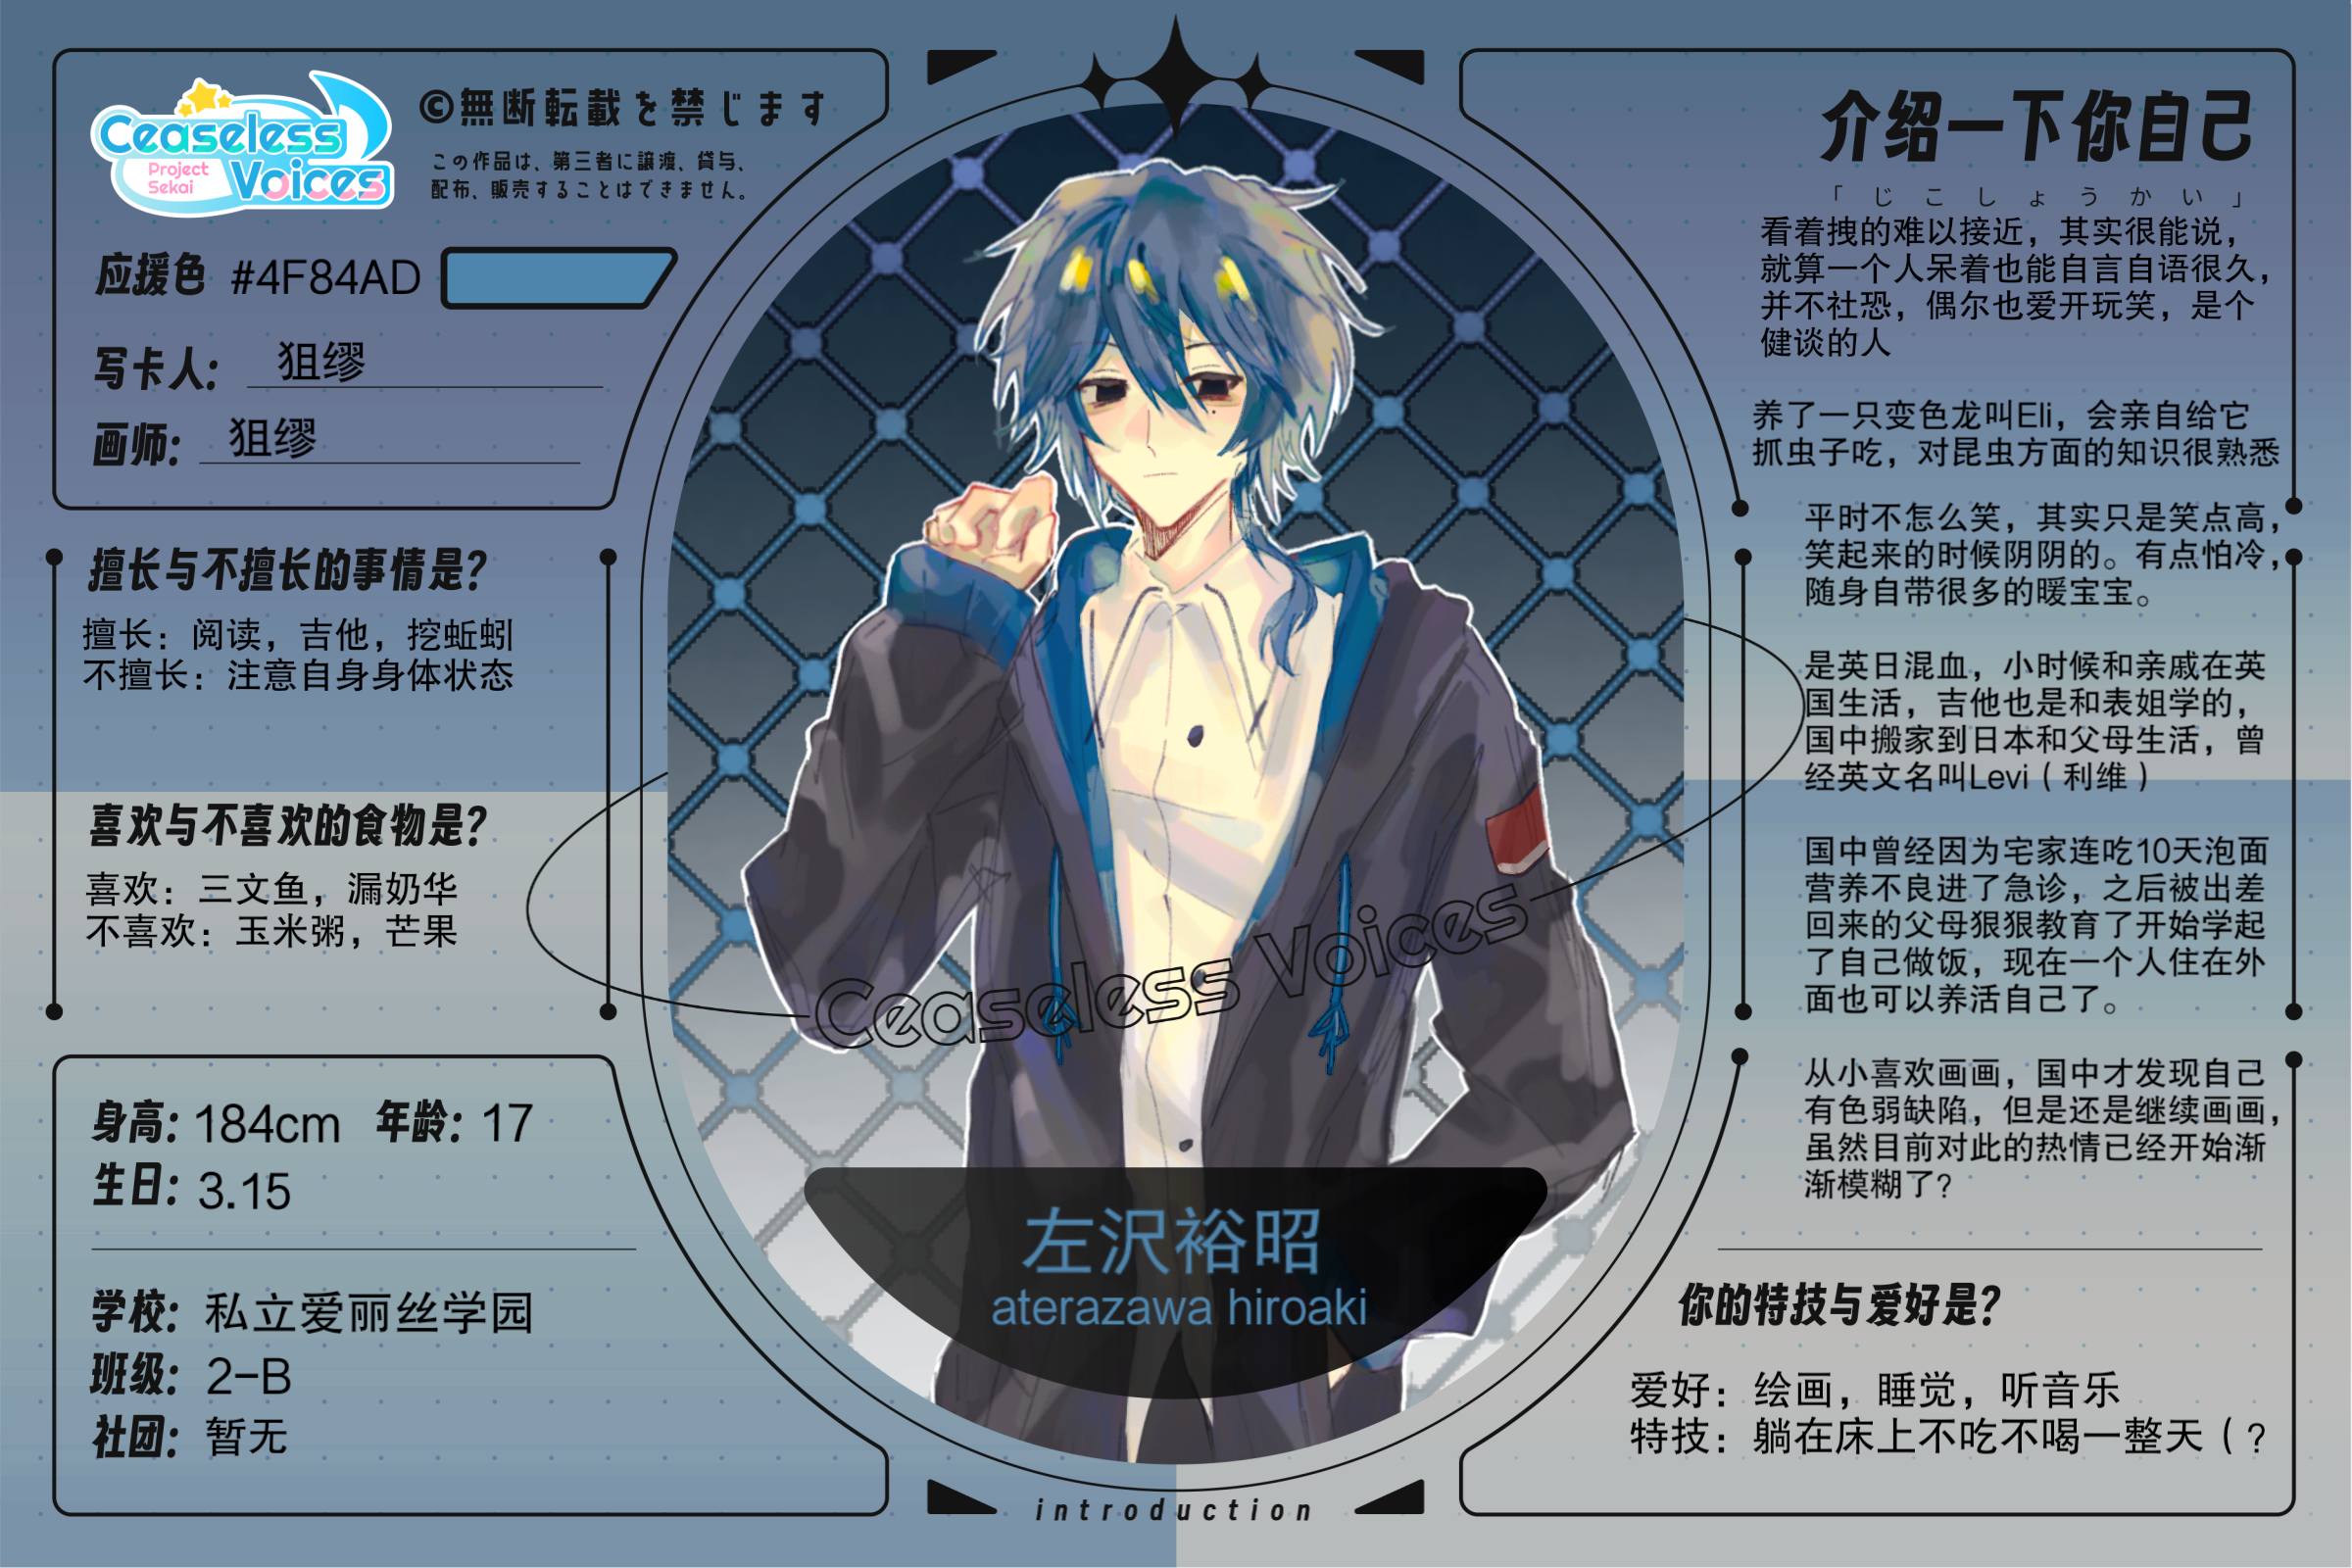 Ceaseless
Project
Sekai
Voices
©無断転載を禁じます
この作品は、第三者に譲渡、貸与、
配布、販売することはできません。
应援色 #4F84AD
写卡人: 狙缪
画师: 狙缪
擅长与不擅长的事情是?
擅长：阅读，吉他，挖蚯蚓
不擅长：注意自身身体状态
喜欢与不喜欢的食物是?
喜欢：三文鱼，漏奶华
不喜欢：玉米粥，芒果
身高: 184cm 年龄: 17
生日: 3.15
学校: 私立爱丽丝学园
班级: 2-B
社团: 暂无
Ceaseless Voices
左沢裕昭
aterazawa hiroaki
introduction
介绍一下你自己
「じこしょうかい」
看着拽的难以接近，其实很能说，
就算一个人呆着也能自言自语很久，
并不社恐，偶尔也爱开玩笑，是个
健谈的人
养了一只变色龙叫Eli，会亲自给它
抓虫子吃，对昆虫方面的知识很熟悉
平时不怎么笑，其实只是笑点高，
笑起来的时候阴阴的。有点怕冷，
随身自带很多的暖宝宝。
是英日混血，小时候和亲戚在英
国生活，吉他也是和表姐学的，
国中搬家到日本和父母生活，曾
经英文名叫Levi（利维）
国中曾经因为宅家连吃10天泡面
营养不良进了急诊，之后被出差
回来的父母狠狠教育了开始学起
了自己做饭，现在一个人住在外
面也可以养活自己了。
从小喜欢画画，国中才发现自己
有色弱缺陷，但是还是继续画画，
虽然目前对此的热情已经开始渐
渐模糊了？
你的特技与爱好是?
爱好：绘画，睡觉，听音乐
特技：躺在床上不吃不喝一整天（？